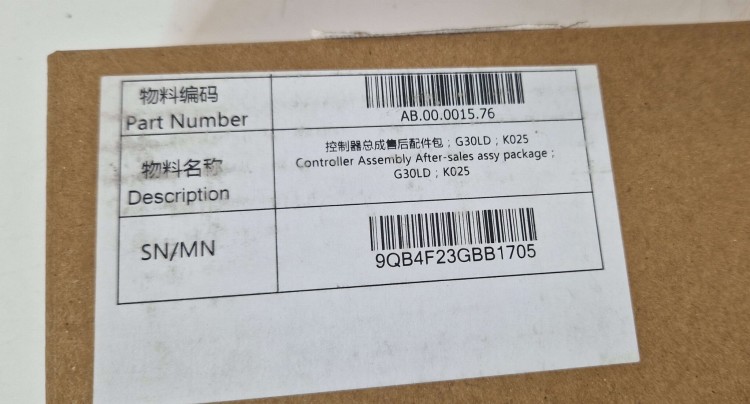 物料编码
Part Number
AB.00.0015.76
物料名称
Description
控制器总成售后配件包；G30LD；K025
Controller Assembly After-sales assy package；
G30LD；K025
SN/MN
9QB4F23GBB1705